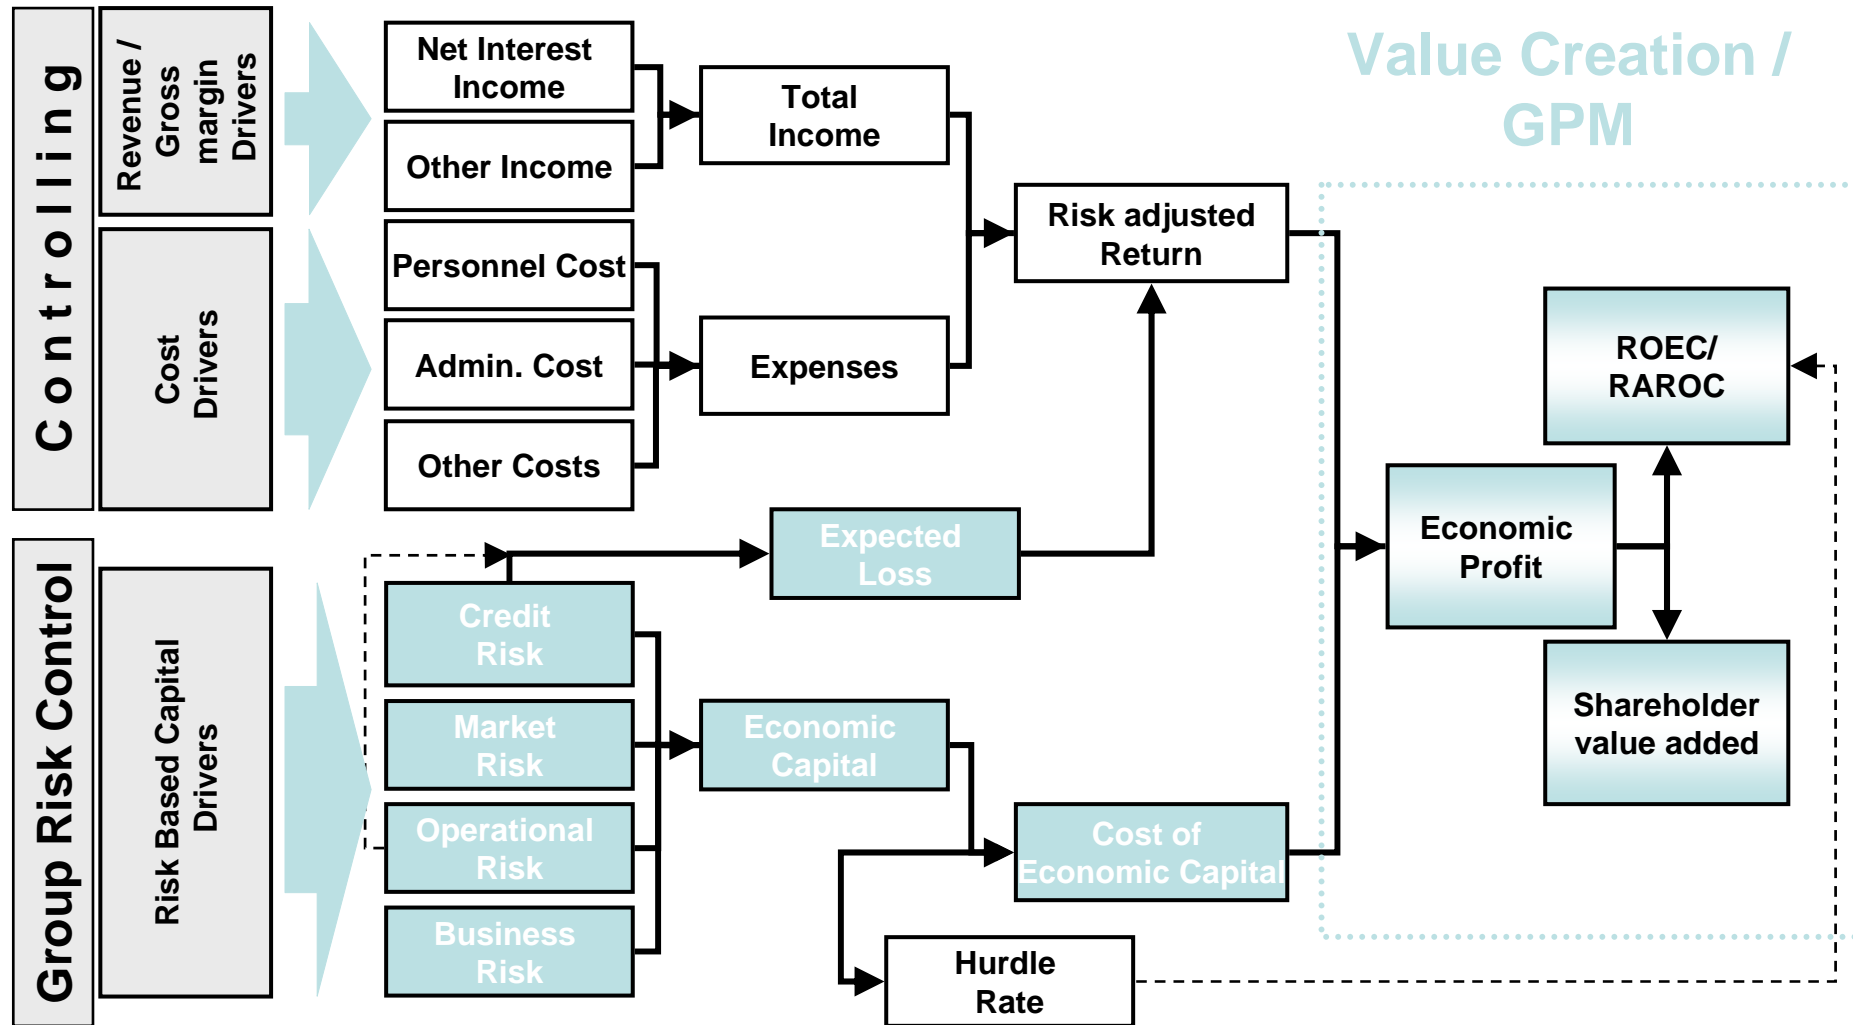 Controlling
Revenue /
Gross
margin
Drivers
Cost
Drivers
Net Interest
Income
Other Income
Personnel Cost
Admin. Cost
Other Costs
Total
Income
Expenses
Risk adjusted
Return
Value Creation /
GPM
ROEC/
RAROC
Economic
Profit
Shareholder
value added
Group Risk Control
Risk Based Capital
Drivers
Expected
Loss
Credit
Risk
Market
Risk
Operational
Risk
Business
Risk
Economic
Capital
Cost of
Economic Capital
Hurdle
Rate